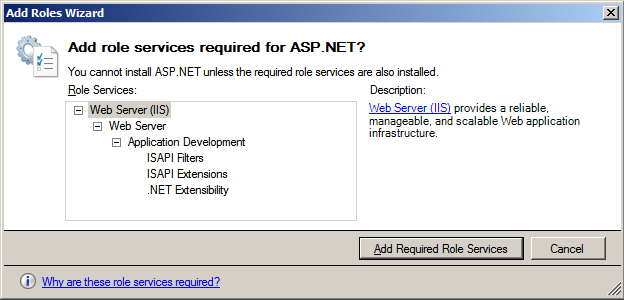 Add Roles Wizard
Add role services required for ASP.NET?
You cannot install ASP.NET unless the required role services are also installed.
Role Services:
Web Server (IIS)
Web Server
Application Development
ISAPI Filters
ISAPI Extensions
.NET Extensibility
Description:
Web Server (IIS) provides a reliable,
manageable, and scalable Web application
infrastructure.
Add Required Role Services
Cancel
Why are these role services required?